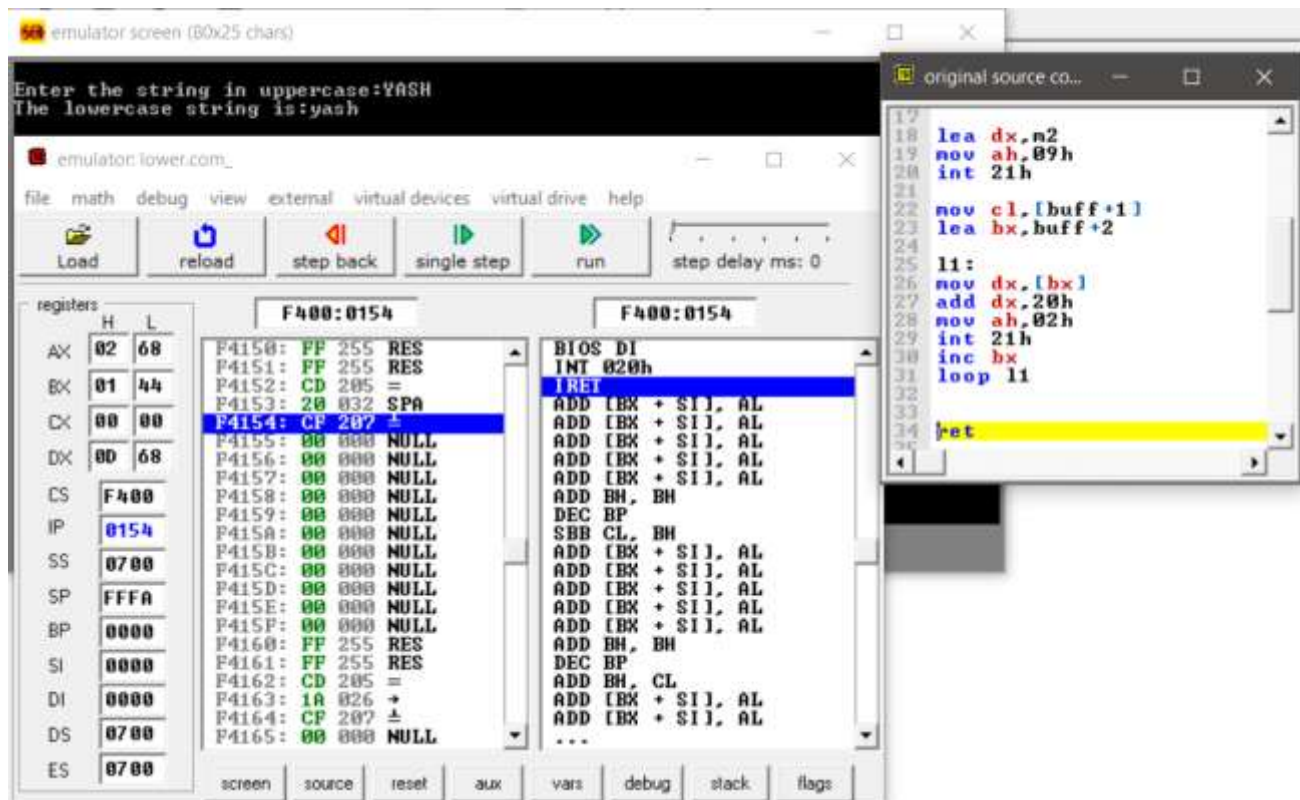 emulator screen (80x25 chars)
Enter the string in uppercase:YASH
The lowercase string is:yash
emulator: lower.com_
file math debug view external virtual devices virtual drive help
Load reload step back single step run step delay ms: 0
registers F400:0154 F400:0154
H L
AX 02 68
BX 01 44
CX 00 00
DX 0D 68
CS F400
IP 0154
SS 0700
SP FFFA
BP 0000
SI 0000
DI 0000
DS 0700
ES 0700
F4150: FF 255 RES
F4151: FF 255 RES
F4152: CD 205 =
F4153: 20 032 SPA
F4154: CF 207 ╧
F4155: 00 000 NULL
F4156: 00 000 NULL
F4157: 00 000 NULL
F4158: 00 000 NULL
F4159: 00 000 NULL
F415A: 00 000 NULL
F415B: 00 000 NULL
F415C: 00 000 NULL
F415D: 00 000 NULL
F415E: 00 000 NULL
F415F: 00 000 NULL
F4160: FF 255 RES
F4161: FF 255 RES
F4162: CD 205 =
F4163: 1A 026 →
F4164: CF 207 ╧
F4165: 00 000 NULL
BIOS DI
INT 020h
IRET
ADD [BX + SI], AL
ADD [BX + SI], AL
ADD [BX + SI], AL
ADD [BX + SI], AL
ADD [BX + SI], AL
ADD BH, BH
DEC BP
SBB CL, BH
ADD [BX + SI], AL
ADD [BX + SI], AL
ADD [BX + SI], AL
ADD [BX + SI], AL
ADD [BX + SI], AL
ADD BH, BH
DEC BP
ADD BH, CL
ADD [BX + SI], AL
ADD [BX + SI], AL
...
screen source reset aux vars debug stack flags
original source co...
17
18 lea dx,m2
19 mov ah,09h
20 int 21h
21
22 mov cl,[buff+1]
23 lea bx,buff+2
24
25 l1:
26 mov dx,[bx]
27 add dx,20h
28 mov ah,02h
29 int 21h
30 inc bx
31 loop l1
32
33
34 ret